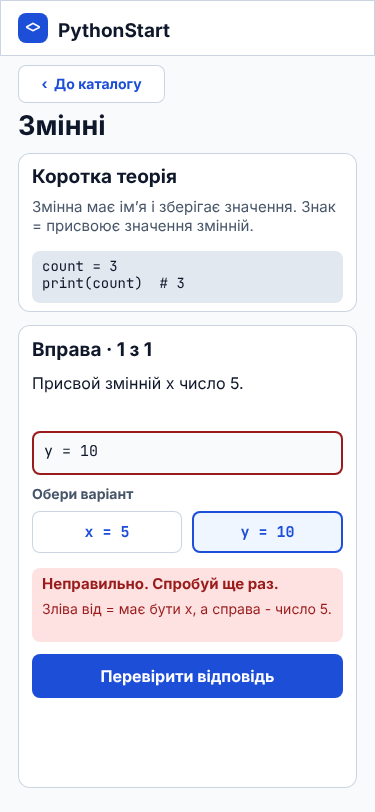 <> PythonStart
‹ До каталогу
Змінні
Коротка теорія
Змінна має ім’я і зберігає значення. Знак
= присвоює значення змінній.
count = 3
print(count)  # 3
Вправа · 1 з 1
Присвой змінній x число 5.
y = 10
Обери варіант
x = 5
y = 10
Неправильно. Спробуй ще раз.
Зліва від = має бути x, а справа - число 5.
Перевірити відповідь